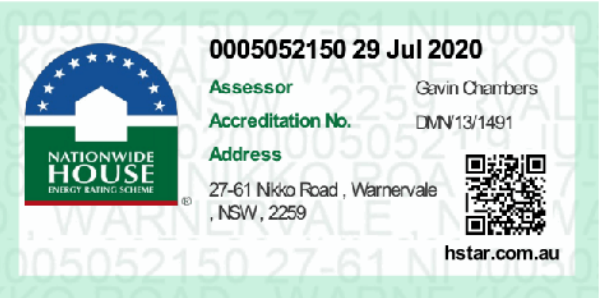 0005052150 29 Jul 2020
Assessor Gavin Chambers
Accreditation No. DMN/13/1491
Address
27-61 Nikko Road , Warnervale
, NSW , 2259
NATIONWIDE
HOUSE
ENERGY RATING SCHEME
®
hstar.com.au